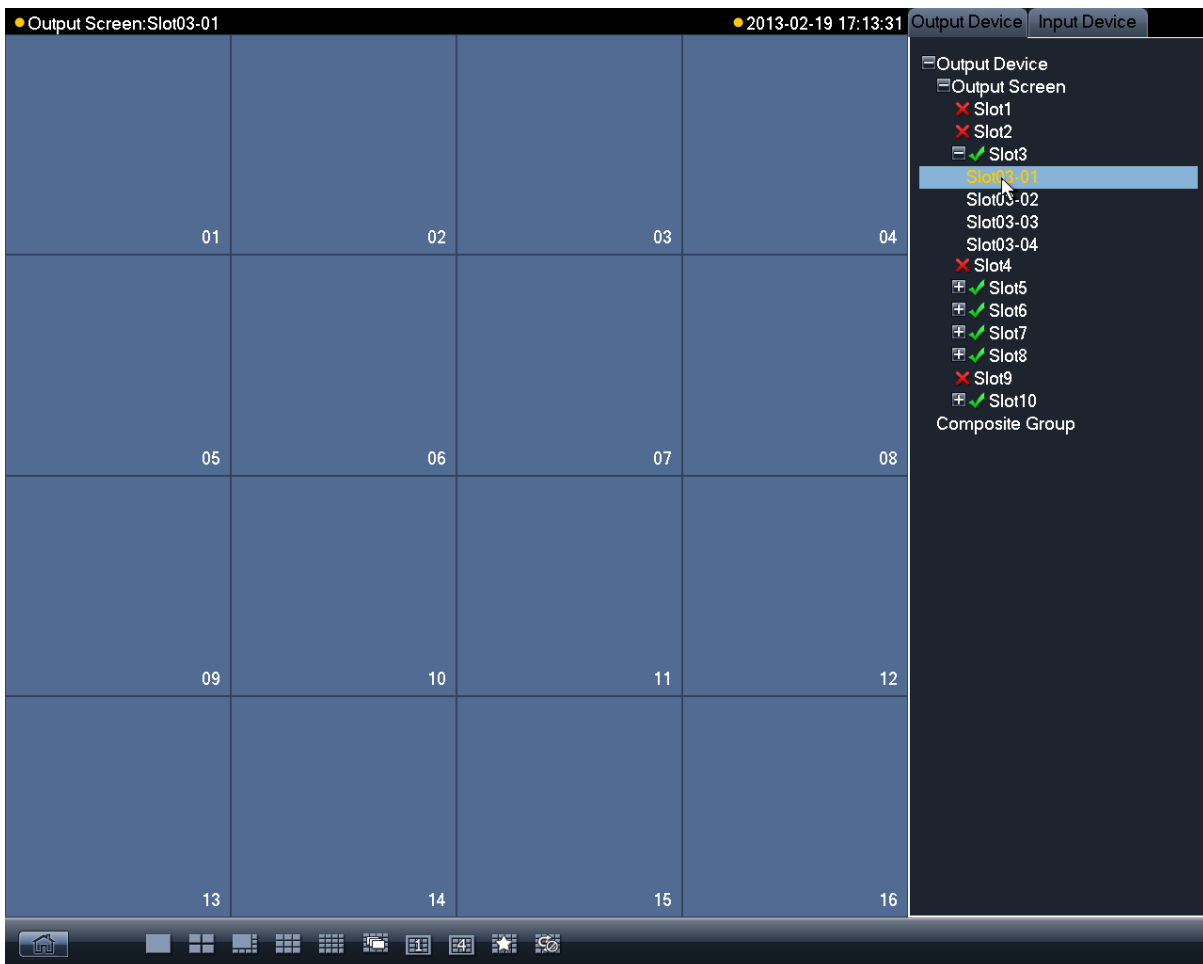 Output Screen:Slot03-01
2013-02-19 17:13:31
Output Device
Input Device
01
02
03
04
05
06
07
08
09
10
11
12
13
14
15
16
Output Device
Output Screen
Slot1
Slot2
Slot3
Slot03-01
Slot03-02
Slot03-03
Slot03-04
Slot4
Slot5
Slot6
Slot7
Slot8
Slot9
Slot10
Composite Group
1
4